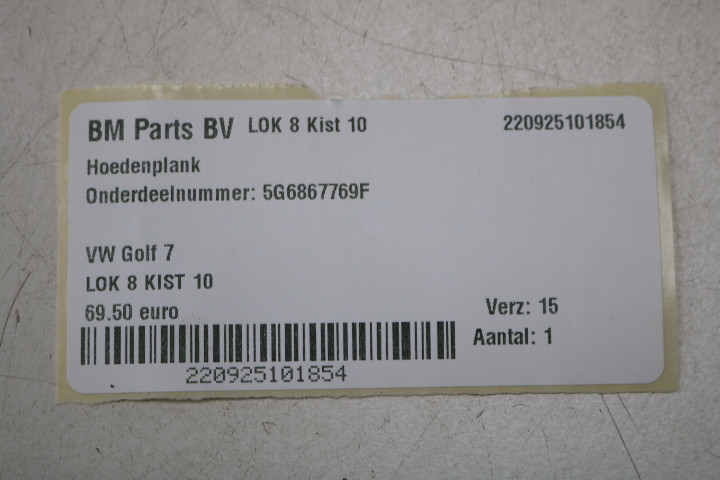 BM Parts BV LOK 8 Kist 10 220925101854
Hoedenplank
Onderdeelnummer: 5G6867769F
VW Golf 7
LOK 8 KIST 10
69.50 euro Verz: 15
Aantal: 1
220925101854